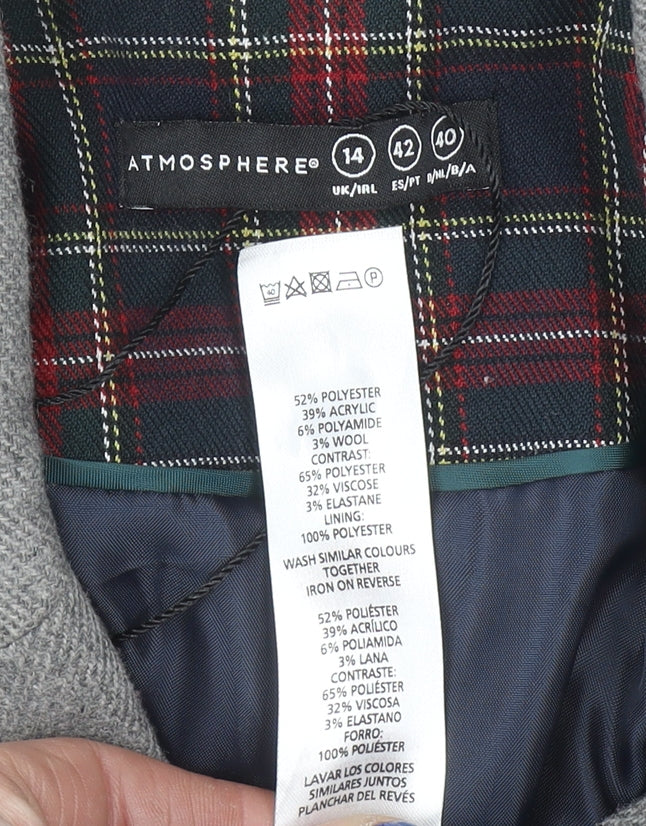 ATMOSPHERE® 14 42 40
UK/IRL ES/PT D/NL/B/A
40 P
52% POLYESTER
39% ACRYLIC
6% POLYAMIDE
3% WOOL
CONTRAST:
65% POLYESTER
32% VISCOSE
3% ELASTANE
LINING:
100% POLYESTER
WASH SIMILAR COLOURS
TOGETHER
IRON ON REVERSE
52% POLIÉSTER
39% ACRÍLICO
6% POLIAMIDA
3% LANA
CONTRASTE:
65% POLIÉSTER
32% VISCOSA
3% ELASTANO
FORRO:
100% POLIÉSTER
LAVAR LOS COLORES
SIMILARES JUNTOS
PLANCHAR DEL REVÉS